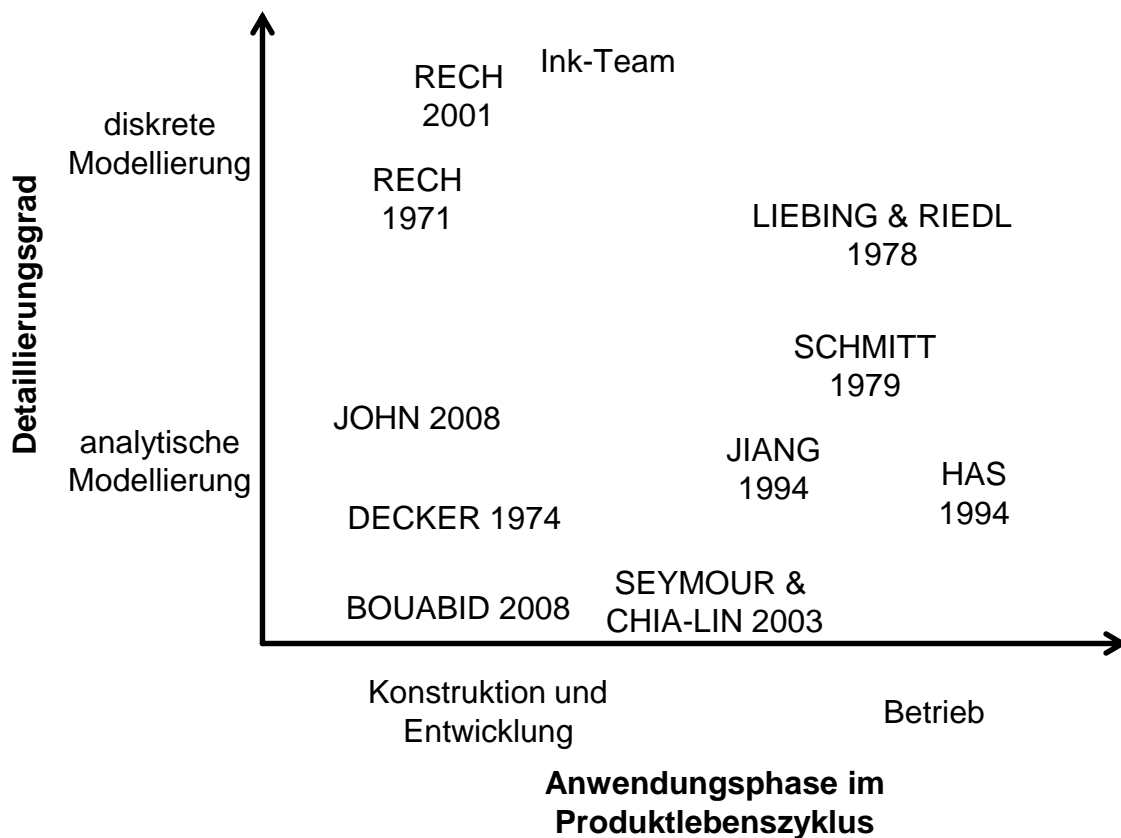 Ink-Team
RECH
2001
diskrete
Modellierung
RECH
1971
LIEBING & RIEDL
1978
Detaillierungsgrad
SCHMITT
1979
JOHN 2008
analytische
Modellierung
JIANG
1994
HAS
1994
DECKER 1974
SEYMOUR &
CHIA-LIN 2003
BOUABID 2008
Konstruktion und
Entwicklung
Betrieb
Anwendungsphase im
Produktlebenszyklus